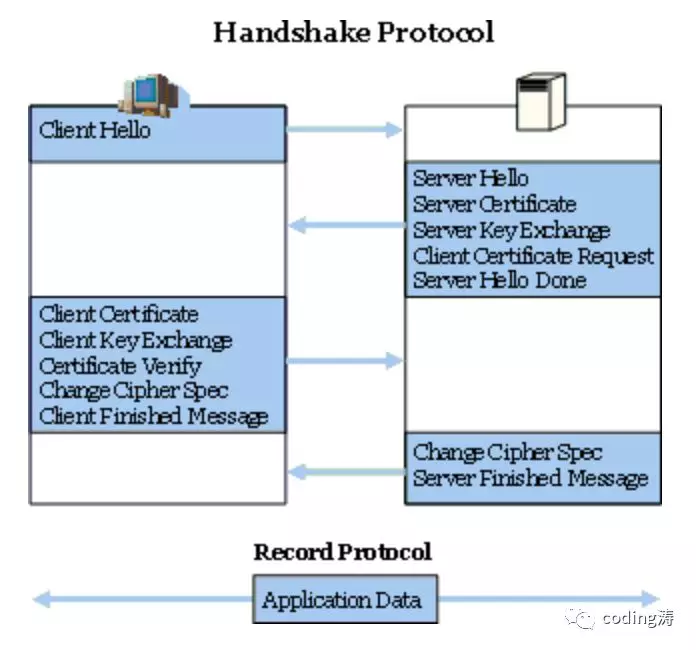 Handshake Protocol
Client Hello
Server Hello
Server Certificate
Server Key Exchange
Client Certificate Request
Server Hello Done
Client Certificate
Client Key Exchange
Certificate Verify
Change Cipher Spec
Client Finished Message
Change Cipher Spec
Server Finished Message
Record Protocol
Application Data
coding涛